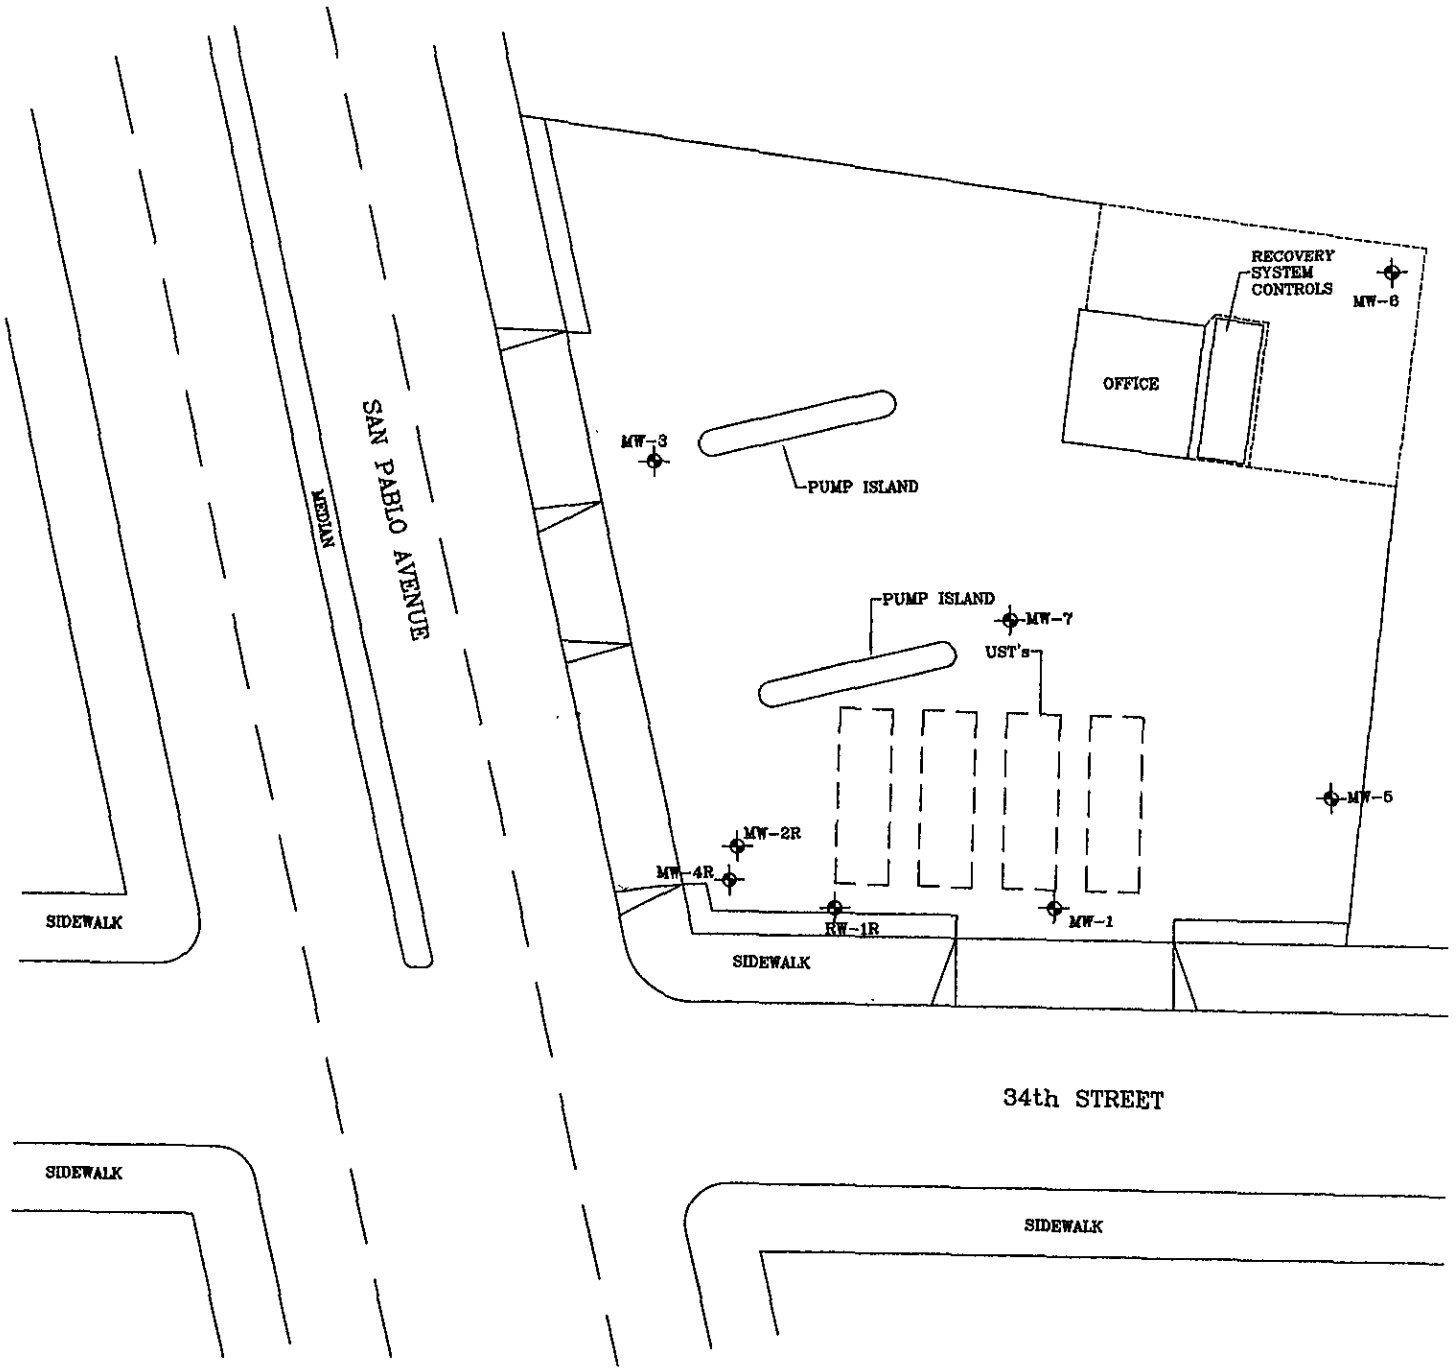 RECOVERY
SYSTEM
CONTROLS
MW-6
OFFICE
SAN PABLO AVENUE
MW-3
PUMP ISLAND
MEDIAN
PUMP ISLAND
MW-7
UST's
MW-5
MW-2R
MW-4R
SIDEWALK
RW-1R
MW-1
SIDEWALK
34th STREET
SIDEWALK
SIDEWALK